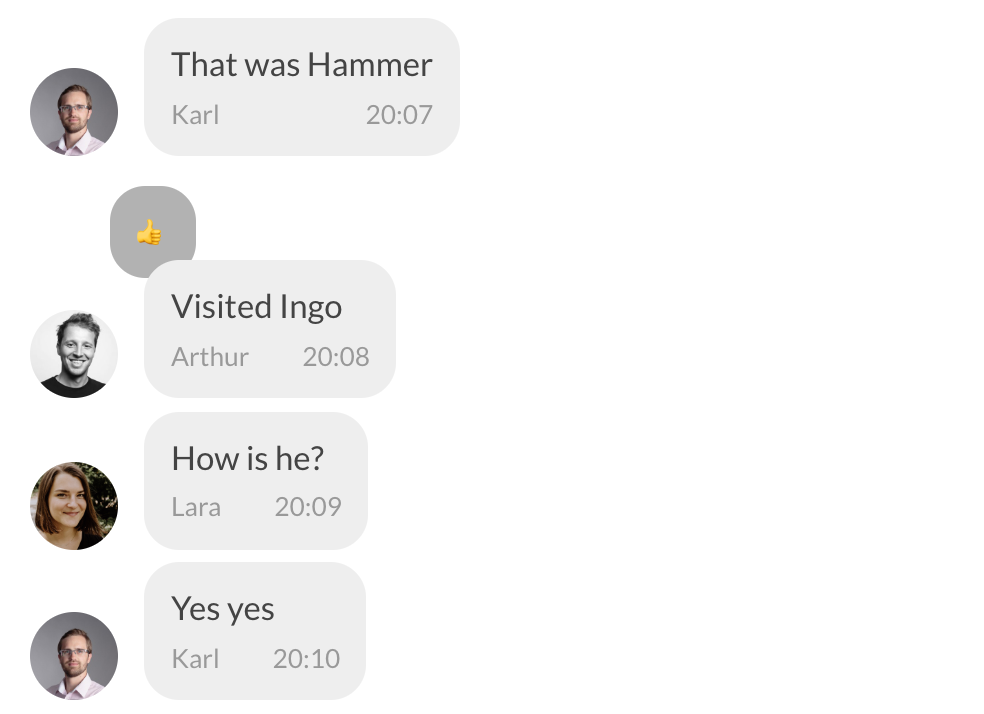 That was Hammer
Karl 20:07
👍
Visited Ingo
Arthur 20:08
How is he?
Lara 20:09
Yes yes
Karl 20:10